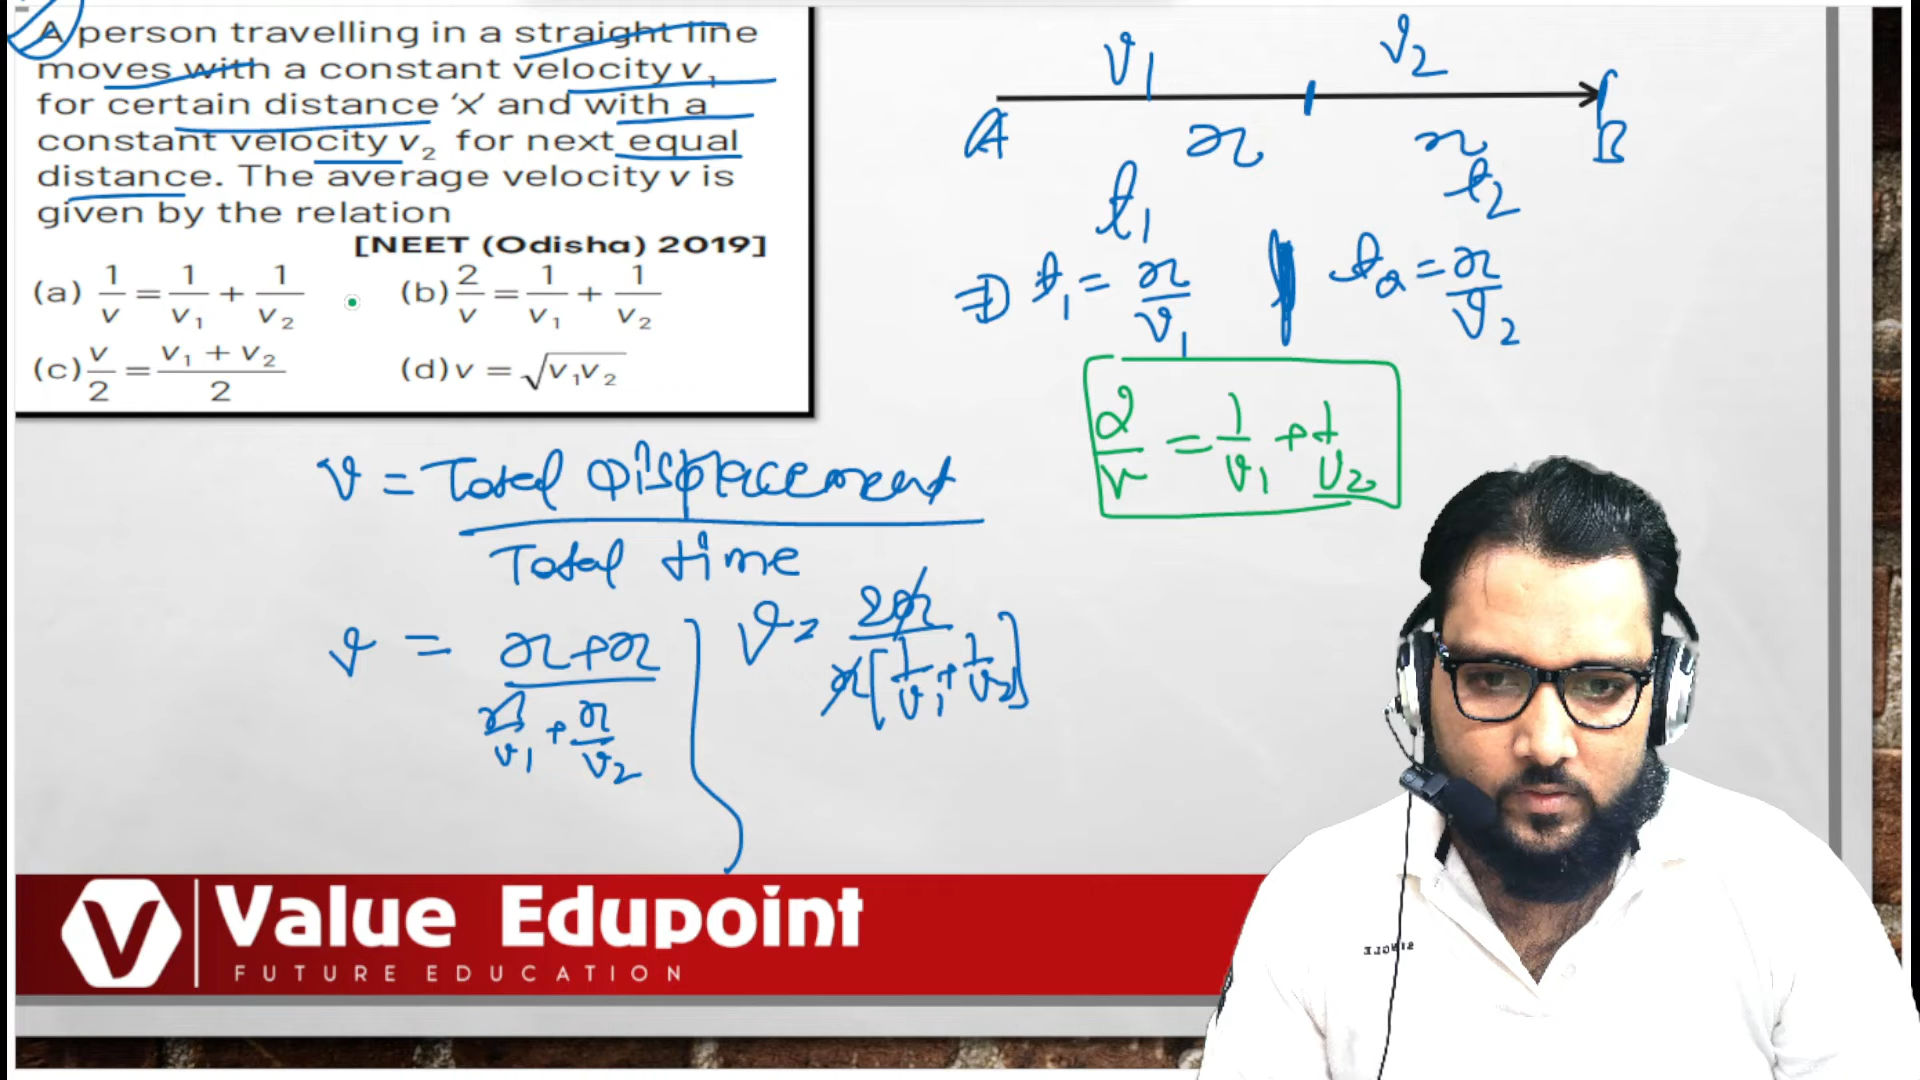 A person travelling in a straight line
moves with a constant velocity v₁
for certain distance ‘x’ and with a
constant velocity v₂ for next equal
distance. The average velocity v is
given by the relation
[NEET (Odisha) 2019]
(a) 1/v = 1/v₁ + 1/v₂ (b) 2/v = 1/v₁ + 1/v₂
(c) v/2 = (v₁ + v₂)/2 (d) v = √v₁v₂
v₁ v₂
A x x B
t₁ t₂
⇒ t₁ = x/v₁ t₂ = x/v₂
2/v = 1/v₁ + 1/v₂
v = Total Displacement
Total time
v = (x+x)/(x/v₁ + x/v₂) v = 2x/(x[1/v₁ + 1/v₂])
V Value Edupoint
FUTURE EDUCATION